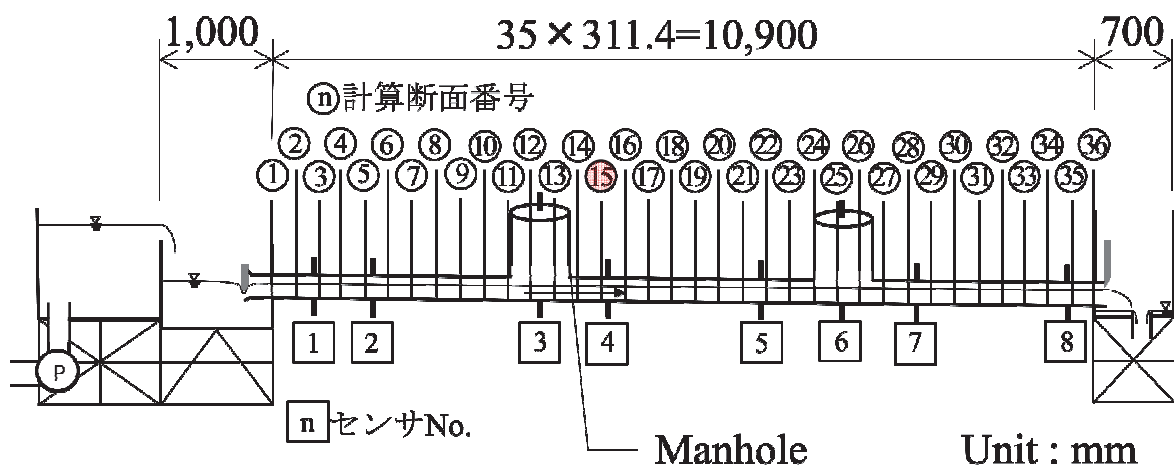 1,000 35×311.4=10,900 700
ⓝ計算断面番号
② ④ ⑥ ⑧ ⑩ ⑫ ⑭ ⑯ ⑱ ⑳ ㉒ ㉔ ㉖ ㉘ ㉚ ㉜ ㉞ ㊱
① ③ ⑤ ⑦ ⑨ ⑪ ⑬ ⑮ ⑰ ⑲ ㉑ ㉓ ㉕ ㉗ ㉙ ㉛ ㉝ ㉟
1 2 3 4 5 6 7 8
P
n センサNo.
Manhole Unit : mm